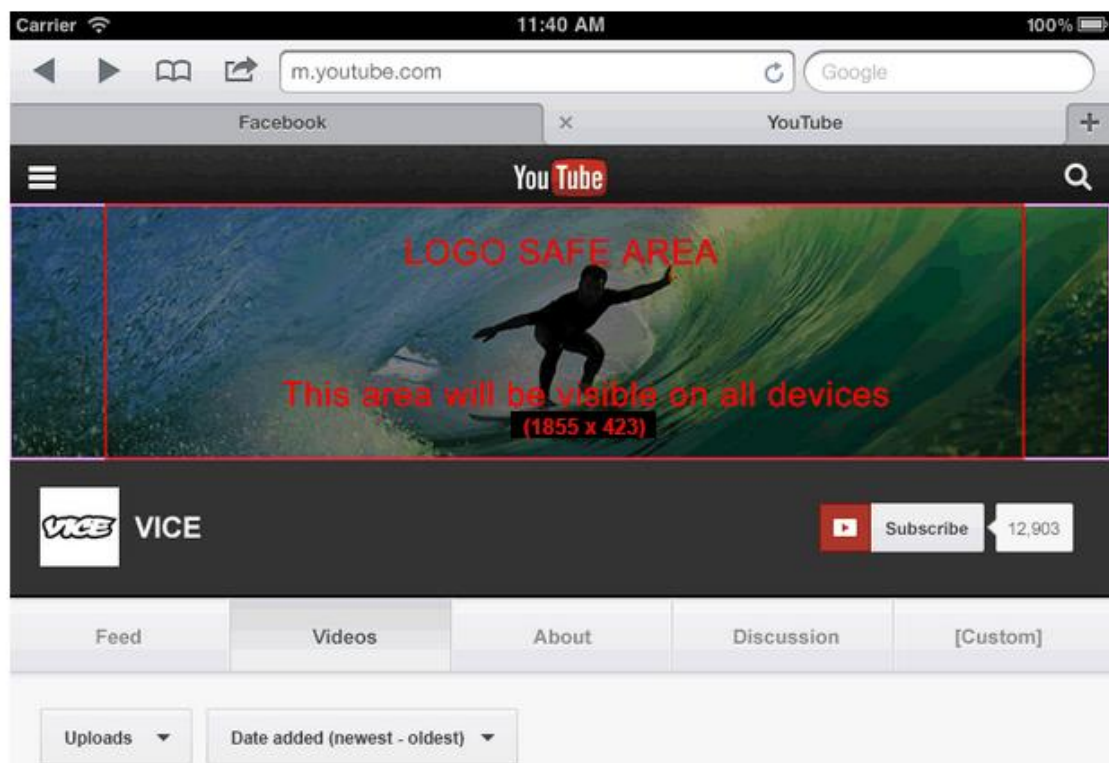 Carrier 11:40 AM 100%
m.youtube.com Google
Facebook × YouTube +
YouTube
LOGO SAFE AREA
This area will be visible on all devices
(1855 x 423)
VICE VICE Subscribe 12,903
Feed Videos About Discussion [Custom]
Uploads Date added (newest - oldest)